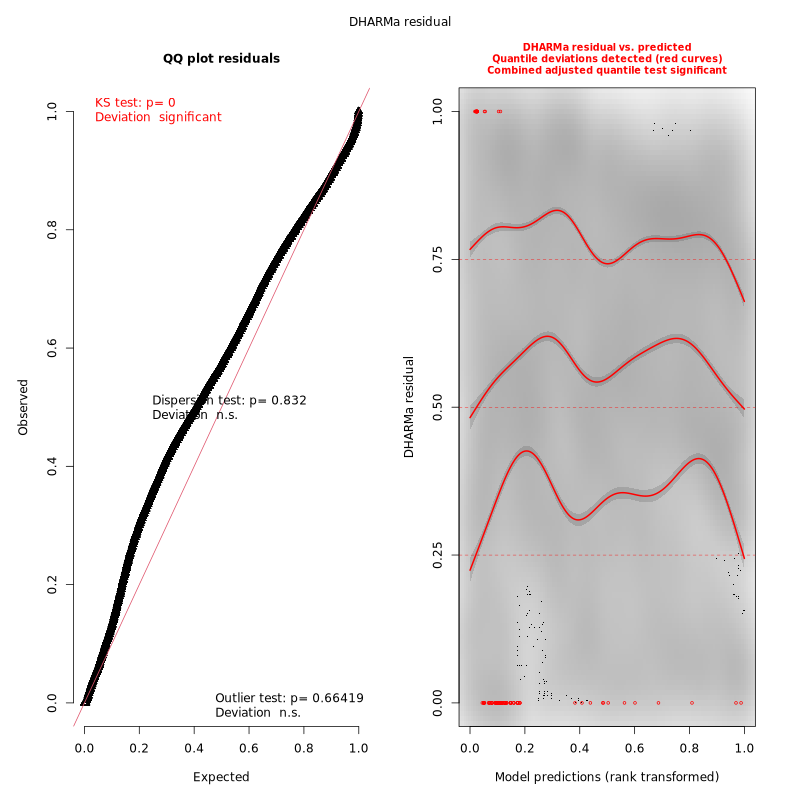 DHARMa residual
QQ plot residuals
KS test: p= 0
Deviation  significant
Dispersion test: p= 0.832
Deviation  n.s.
Outlier test: p= 0.66419
Deviation  n.s.
Observed
0.0
0.2
0.4
0.6
0.8
1.0
0.0
0.2
0.4
0.6
0.8
1.0
Expected
DHARMa residual vs. predicted
Quantile deviations detected (red curves)
Combined adjusted quantile test significant
DHARMa residual
0.00
0.25
0.50
0.75
1.00
0.0
0.2
0.4
0.6
0.8
1.0
Model predictions (rank transformed)